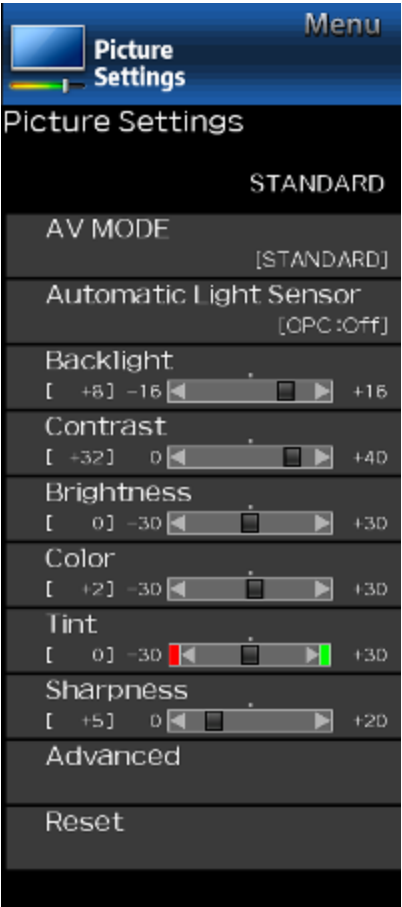 Menu
Picture
Settings
Picture Settings
STANDARD
AV MODE
[STANDARD]
Automatic Light Sensor
[OPC:Off]
Backlight
[ +8] -16 +16
Contrast
[ +32] 0 +40
Brightness
[ 0] -30 +30
Color
[ +2] -30 +30
Tint
[ 0] -30 +30
Sharpness
[ +5] 0 +20
Advanced
Reset